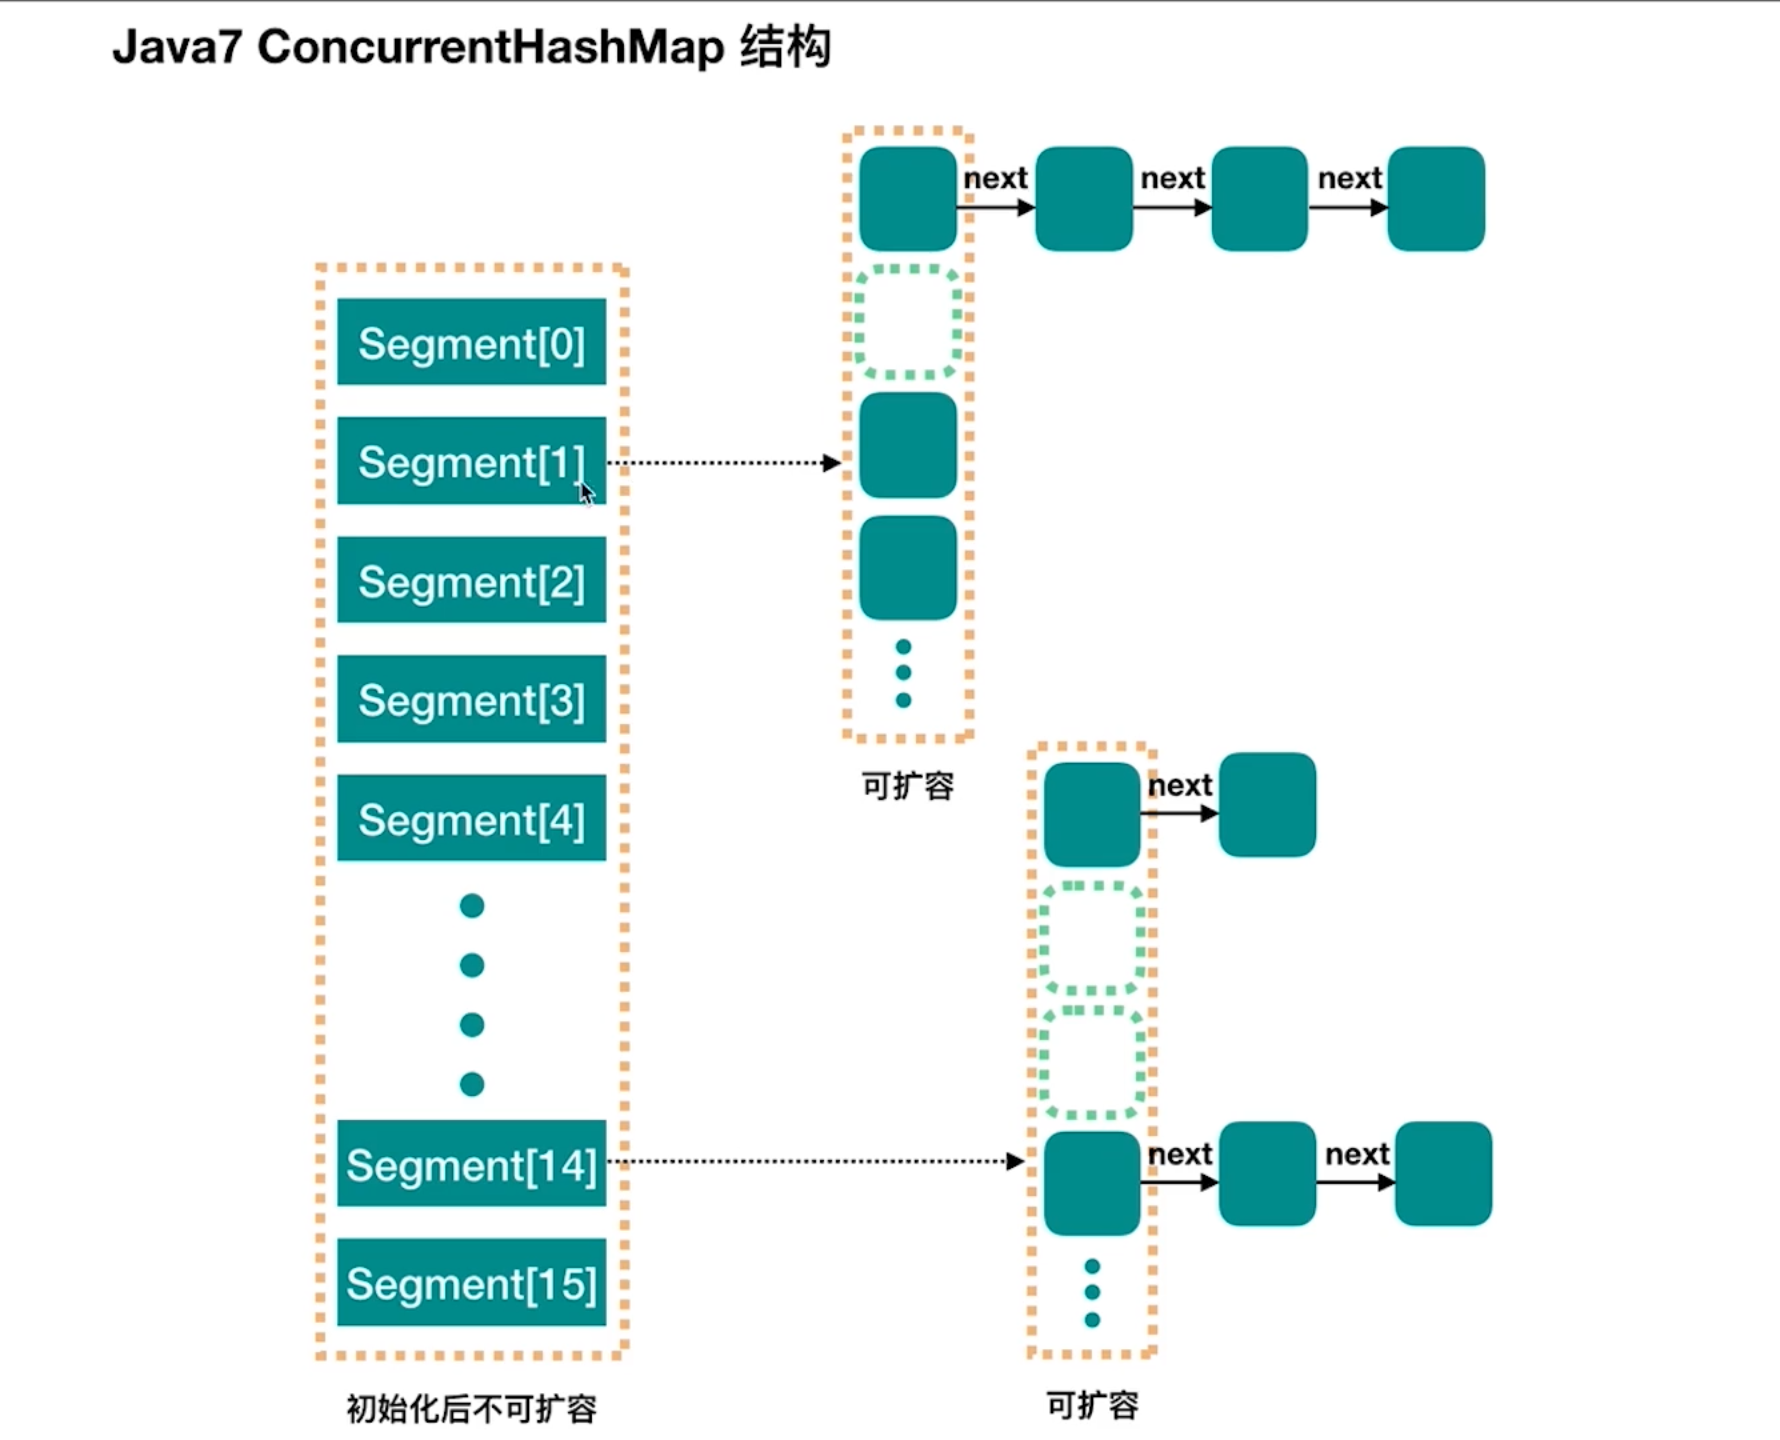 Java7 ConcurrentHashMap 结构
next next next
Segment[0]
Segment[1]
Segment[2]
Segment[3]
Segment[4]
可扩容
next
Segment[14]
next next
Segment[15]
初始化后不可扩容
可扩容